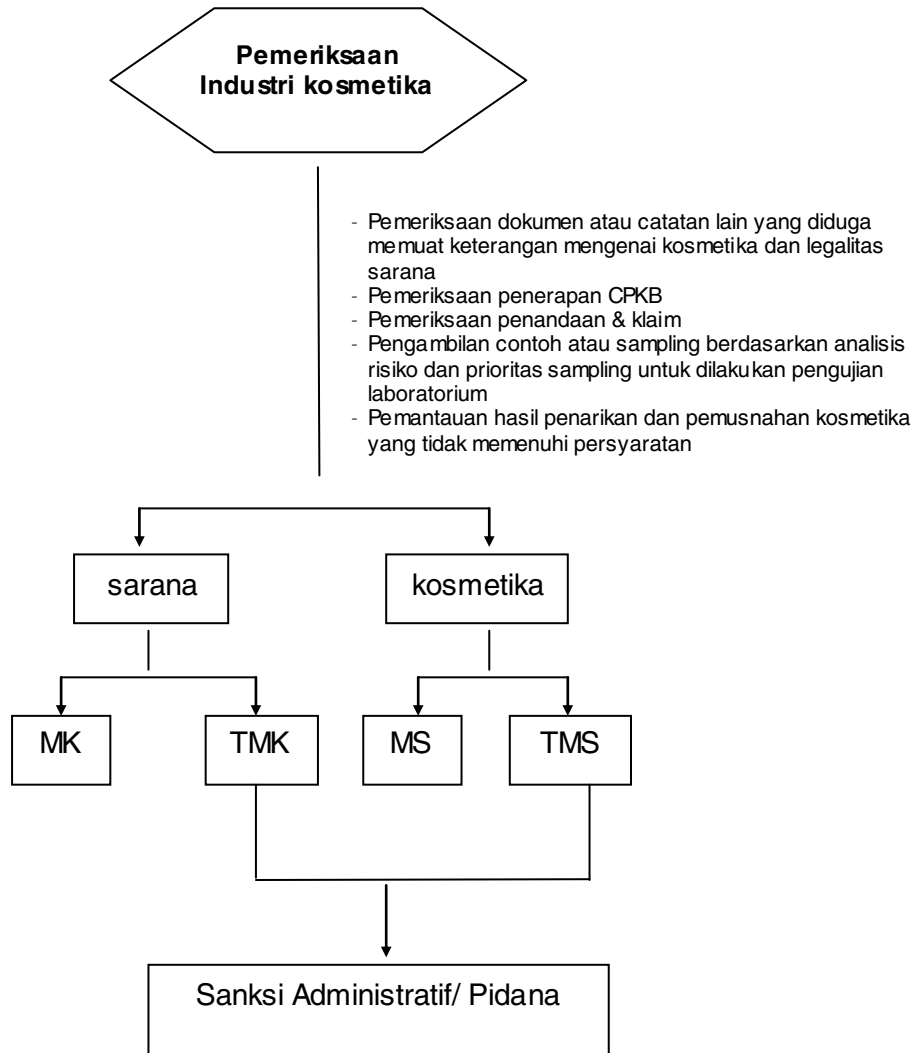 Pemeriksaan
Industri kosmetika
- Pemeriksaan dokumen atau catatan lain yang diduga
memuat keterangan mengenai kosmetika dan legalitas
sarana
- Pemeriksaan penerapan CPKB
- Pemeriksaan penandaan & klaim
- Pengambilan contoh atau sampling berdasarkan analisis
risiko dan prioritas sampling untuk dilakukan pengujian
laboratorium
- Pemantauan hasil penarikan dan pemusnahan kosmetika
yang tidak memenuhi persyaratan
sarana
kosmetika
MK
TMK
MS
TMS
Sanksi Administratif/ Pidana